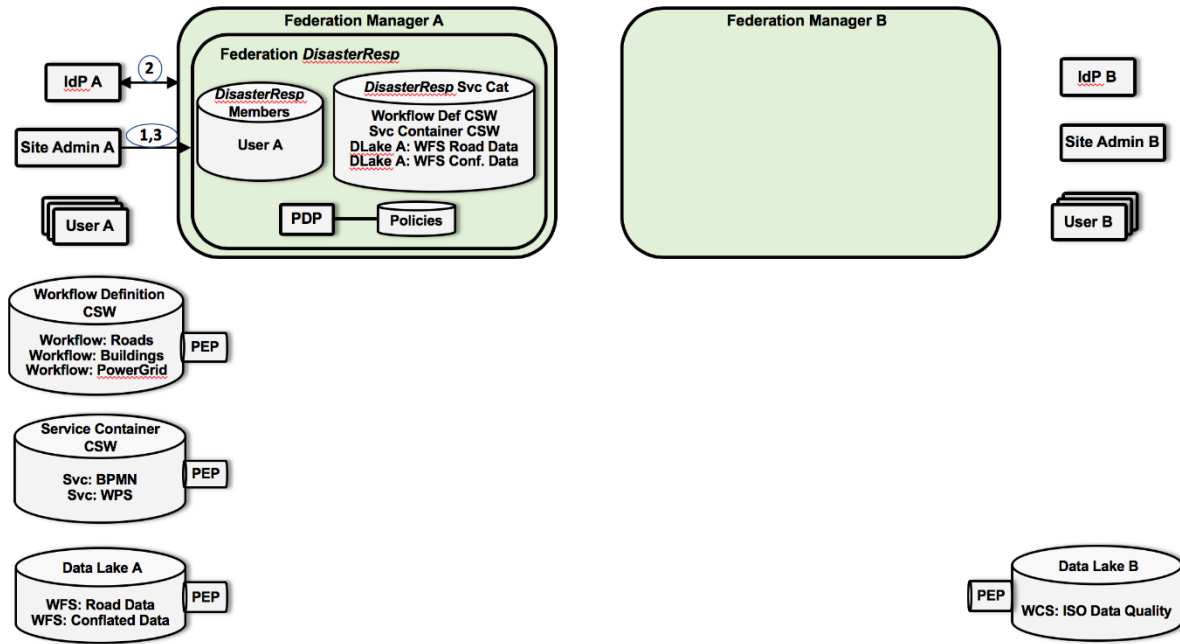 Federation Manager A
Federation DisasterResp
IdP A
2
DisasterResp
Members
User A
DisasterResp Svc Cat
Workflow Def CSW
Svc Container CSW
DLake A: WFS Road Data
DLake A: WFS Conf. Data
Site Admin A
1,3
User A
PDP
Policies
Federation Manager B
IdP B
Site Admin B
User B
Workflow Definition
CSW
Workflow: Roads
Workflow: Buildings
Workflow: PowerGrid
PEP
Service Container
CSW
Svc: BPMN
Svc: WPS
PEP
Data Lake A
WFS: Road Data
WFS: Conflated Data
PEP
PEP
Data Lake B
WCS: ISO Data Quality